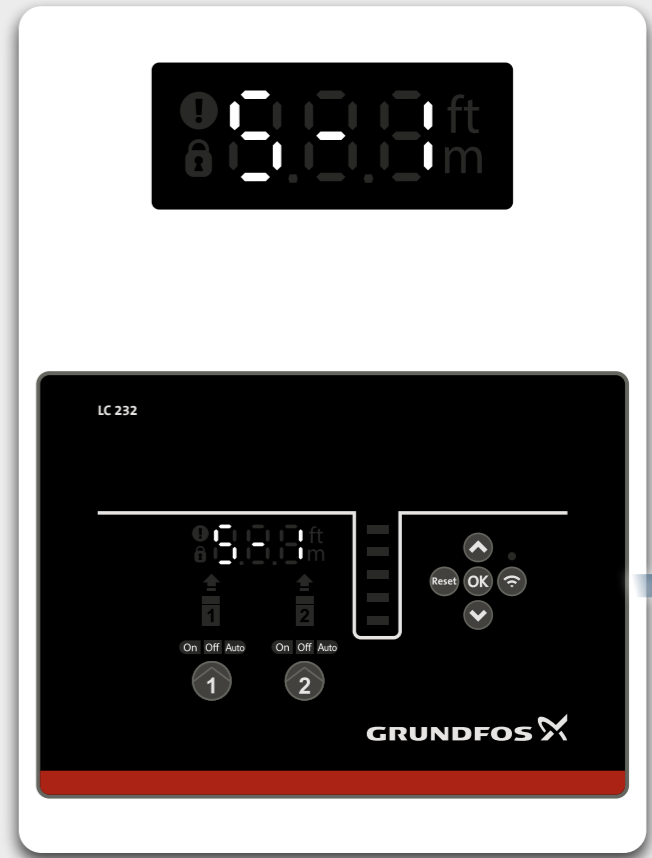 S-1 ft
m
LC 232
S-1 ft
m
Reset OK
1 2
On Off Auto On Off Auto
1 2
GRUNDFOS